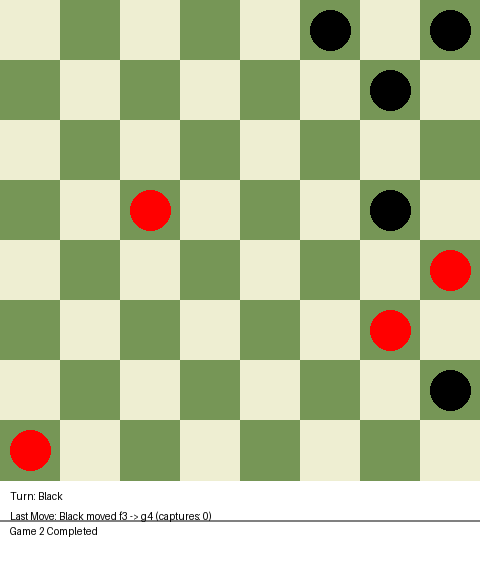 Turn: Black
Last Move: Black moved f3 -> g4 (captures: 0)
Game 2 Completed